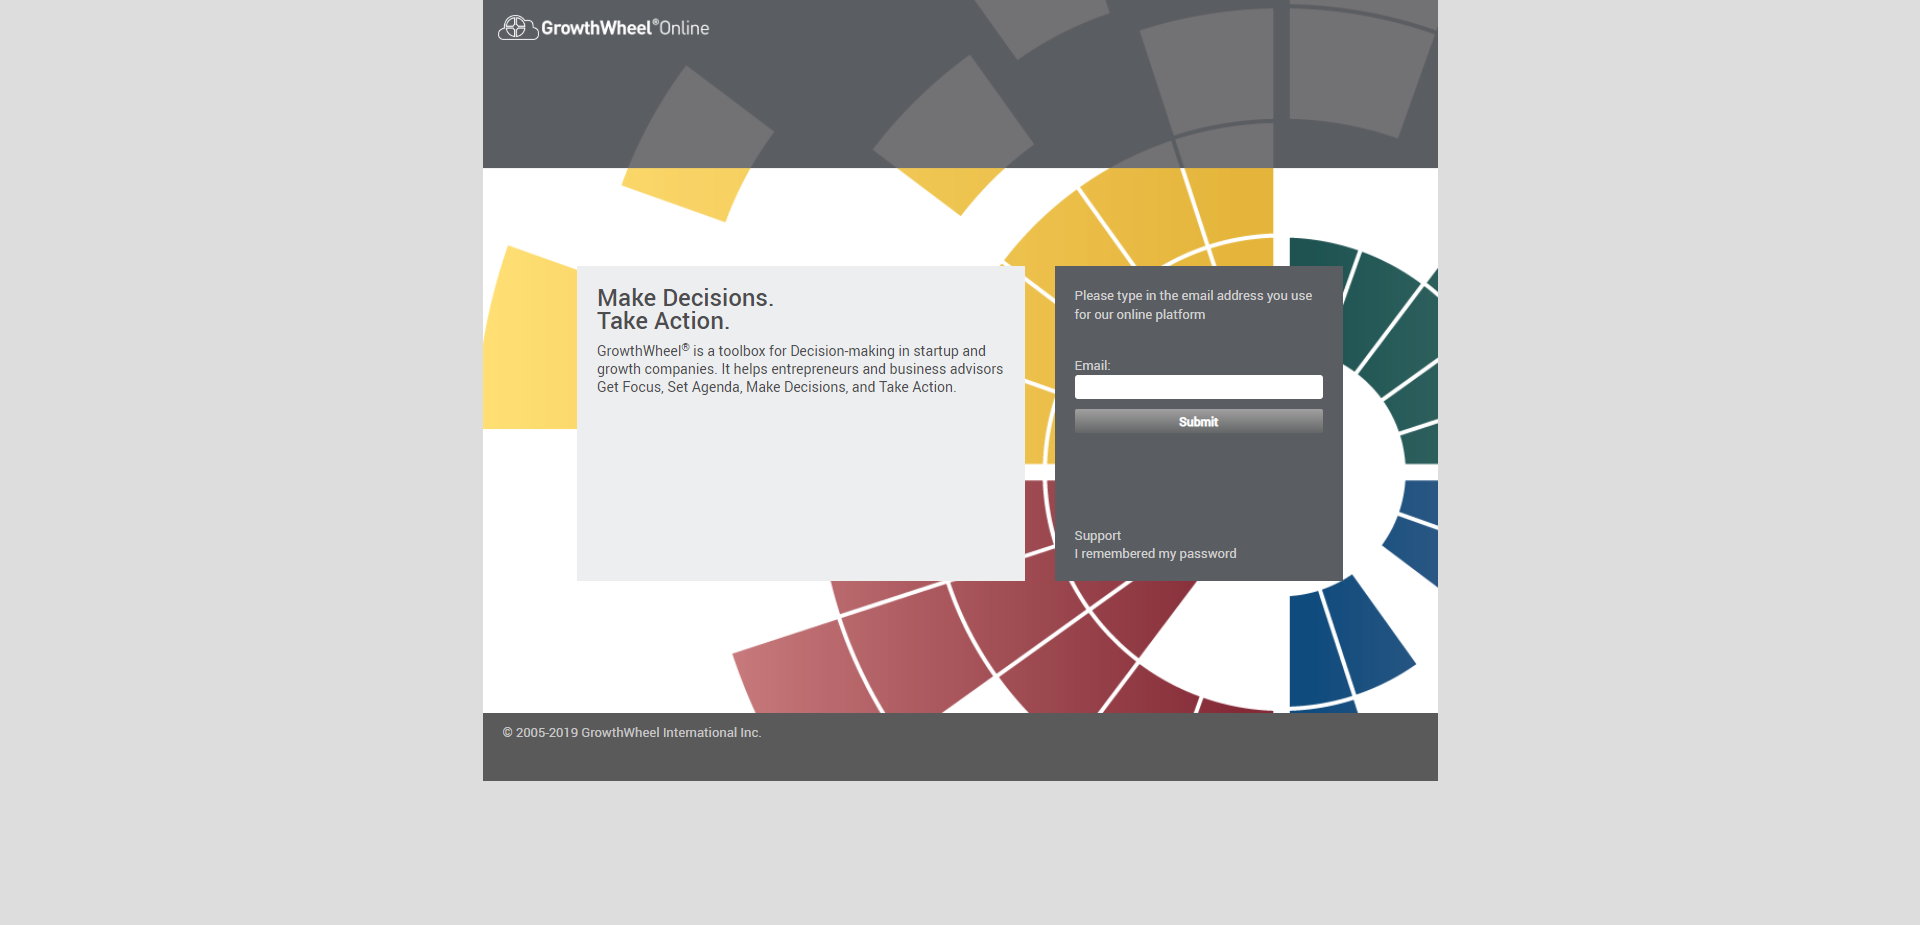 GrowthWheel®Online
Make Decisions.
Take Action.
GrowthWheel® is a toolbox for Decision-making in startup and
growth companies. It helps entrepreneurs and business advisors
Get Focus, Set Agenda, Make Decisions, and Take Action.
Please type in the email address you use
for our online platform
Email:
Submit
Support
I remembered my password
© 2005-2019 GrowthWheel International Inc.